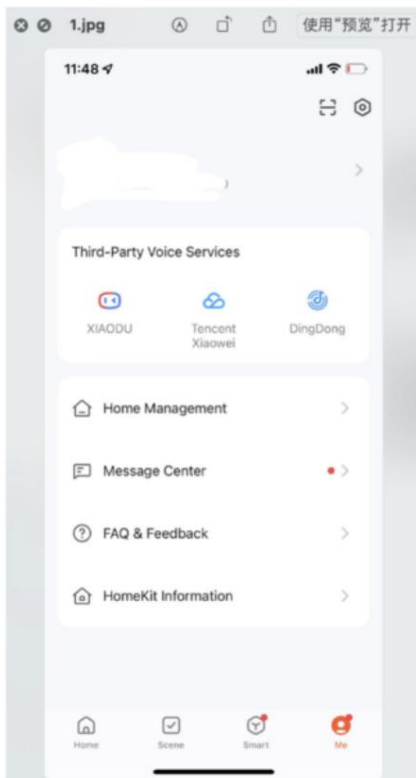 1.jpg
使用“预览”打开
11:48
Third-Party Voice Services
XIAODU
Tencent
Xiaowei
DingDong
Home Management
Message Center
FAQ & Feedback
HomeKit Information
Home
Scene
Smart
Me